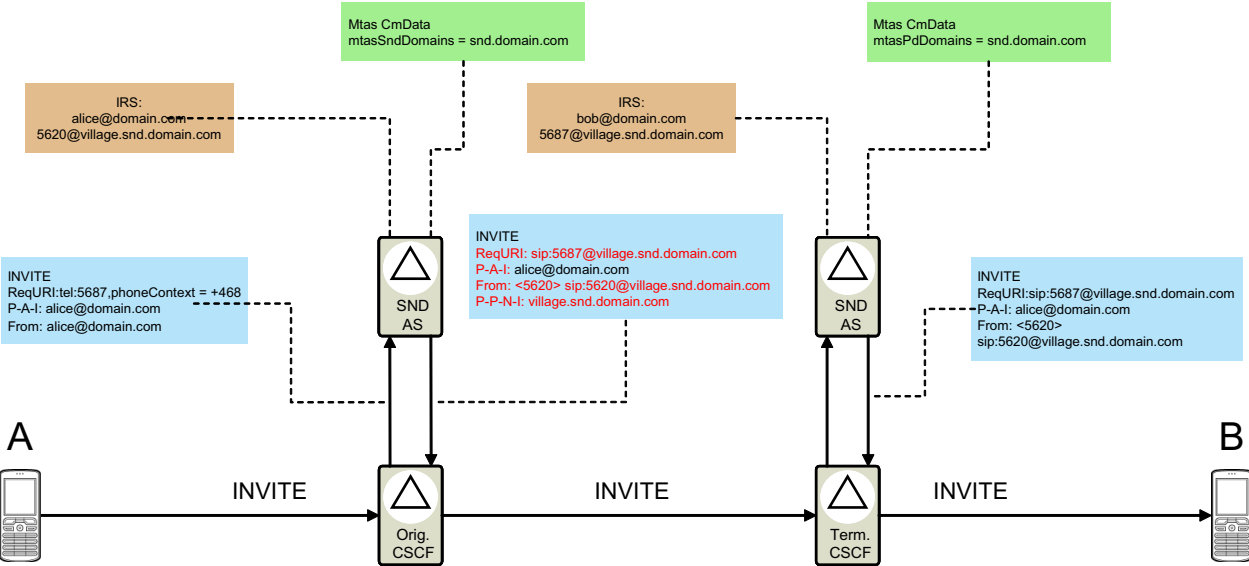 Mtas CmData
mtasSndDomains = snd.domain.com
Mtas CmData
mtasPdDomains = snd.domain.com
IRS:
alice@domain.com
5620@village.snd.domain.com
IRS:
bob@domain.com
5687@village.snd.domain.com
INVITE
ReqURI:tel:5687,phoneContext = +468
P-A-I: alice@domain.com
From: alice@domain.com
SND
AS
INVITE
ReqURI: sip:5687@village.snd.domain.com
P-A-I: alice@domain.com
From: <5620> sip:5620@village.snd.domain.com
P-P-N-I: village.snd.domain.com
SND
AS
INVITE
ReqURI:sip:5687@village.snd.domain.com
P-A-I: alice@domain.com
From: <5620>
sip:5620@village.snd.domain.com
A
INVITE
Orig.
CSCF
INVITE
Term.
CSCF
INVITE
B